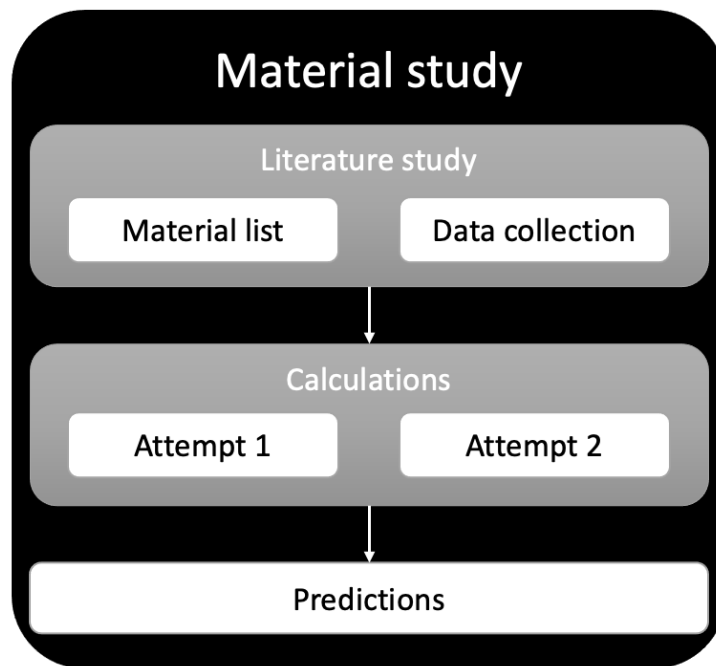 Material study
Literature study
Material list
Data collection
Calculations
Attempt 1
Attempt 2
Predictions